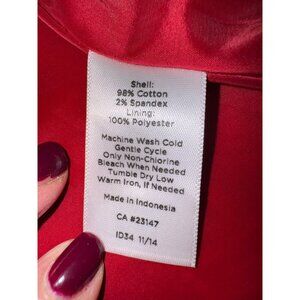 Shell:
98% Cotton
2% Spandex
Lining:
100% Polyester
Machine Wash Cold
Gentle Cycle
Only Non-Chlorine
Bleach When Needed
Tumble Dry Low
Warm Iron, If Needed
Made in Indonesia
CA #23147
ID34 11/14